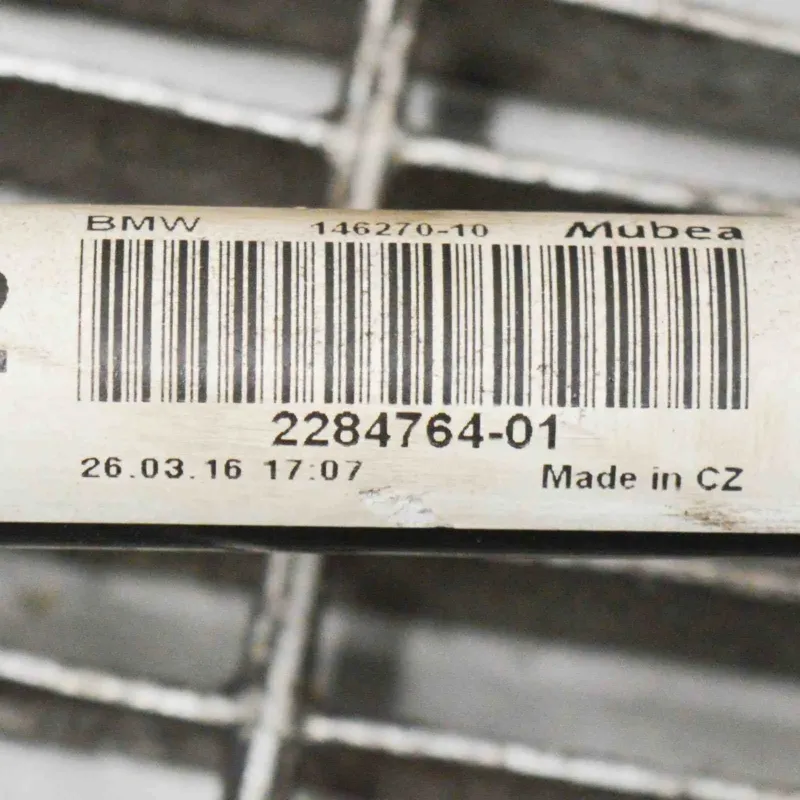 BMW 146270-10 Mubea
2284764-01
26.03.16 17:07 Made in CZ